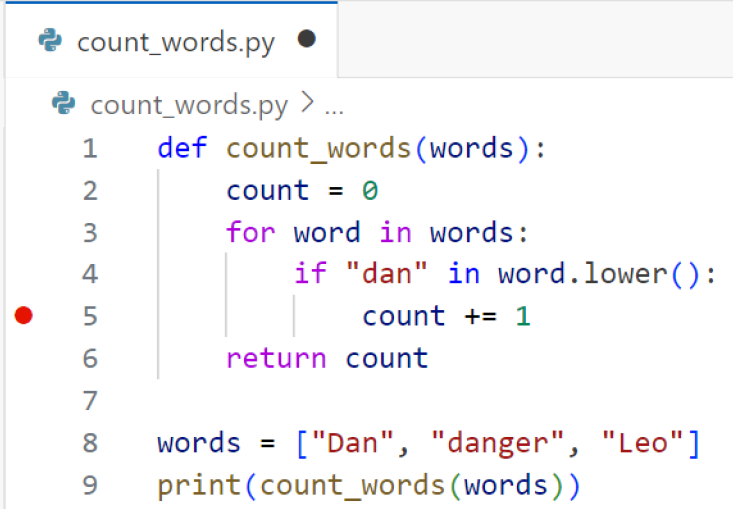 count_words.py
count_words.py > ...
1 def count_words(words):
2     count = 0
3     for word in words:
4         if "dan" in word.lower():
5             count += 1
6     return count
7
8 words = ["Dan", "danger", "Leo"]
9 print(count_words(words))